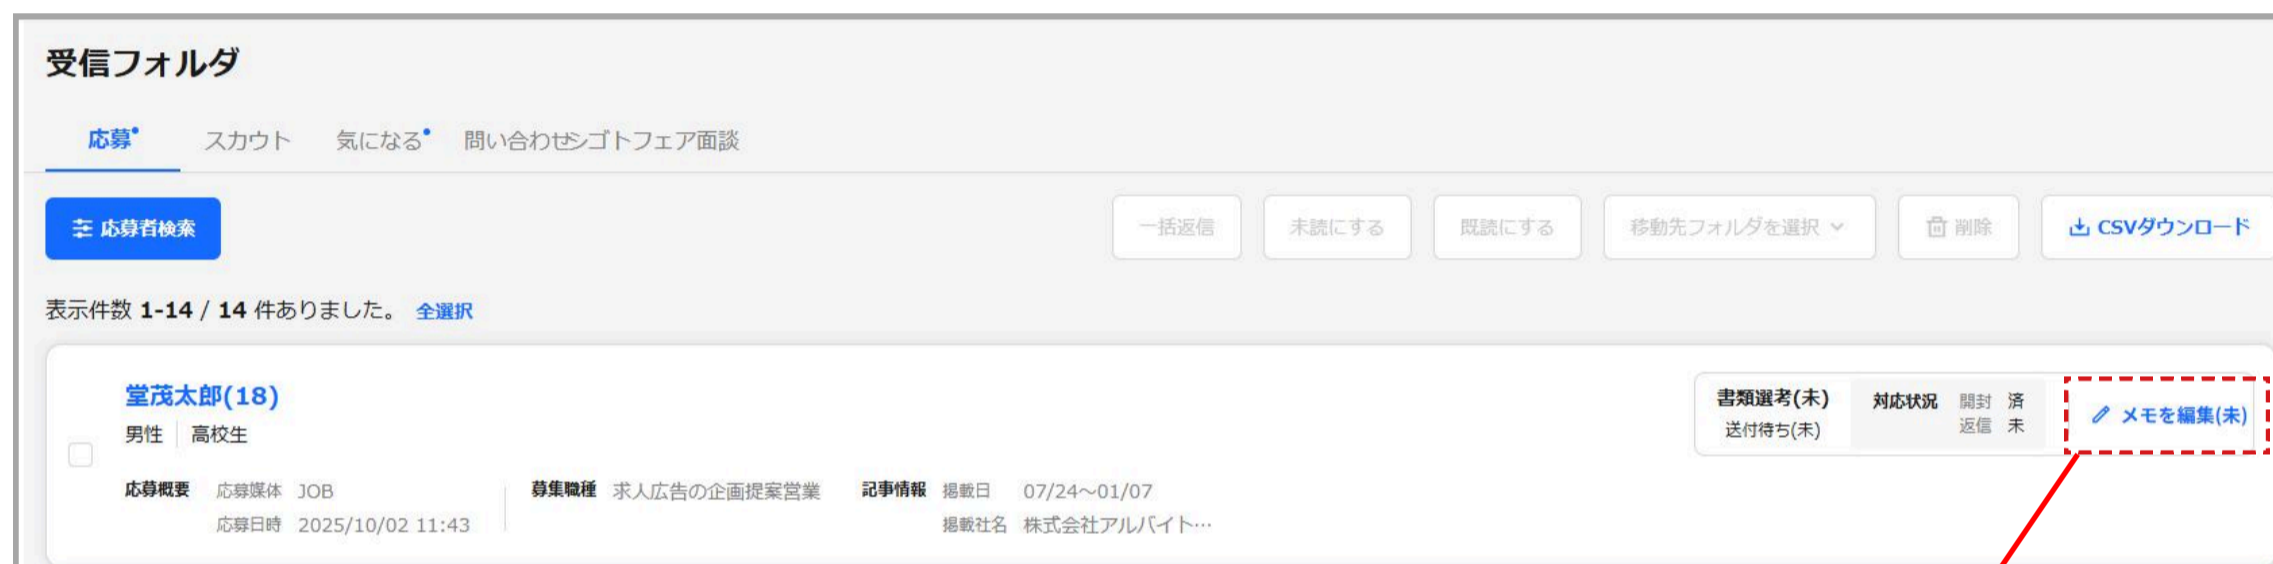 受信フォルダ
応募 スカウト 気になる 問い合わせ シゴトフェア面談
応募者検索 一括返信 未読にする 既読にする 移動先フォルダを選択 削除 CSVダウンロード
表示件数 1-14 / 14 件ありました。 全選択
堂茂太郎(18)
男性 高校生
書類選考(未)
送付待ち(未)
対応状況 開封 済
返信 未
メモを編集(未)
応募概要 応募媒体 JOB
応募日時 2025/10/02 11:43
募集職種 求人広告の企画提案営業
記事情報 掲載日 07/24～01/07
掲載社名 株式会社アルバイト…